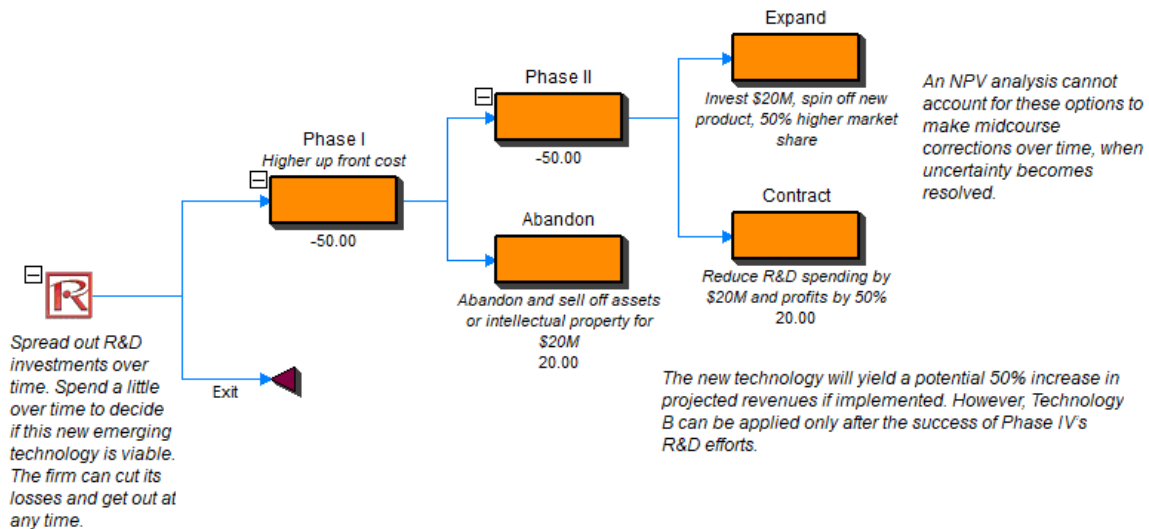 Expand
Invest $20M, spin off new
product, 50% higher market
share
An NPV analysis cannot
account for these options to
make midcourse
corrections over time, when
uncertainty becomes
resolved.
Phase II
-50.00
Phase I
Higher up front cost
-50.00
Contract
Reduce R&D spending by
$20M and profits by 50%
20.00
Abandon
Abandon and sell off assets
or intellectual property for
$20M
20.00
R
Spread out R&D
investments over
time. Spend a little
over time to decide
if this new emerging
technology is viable.
The firm can cut its
losses and get out at
any time.
Exit
The new technology will yield a potential 50% increase in
projected revenues if implemented. However, Technology
B can be applied only after the success of Phase IV's
R&D efforts.